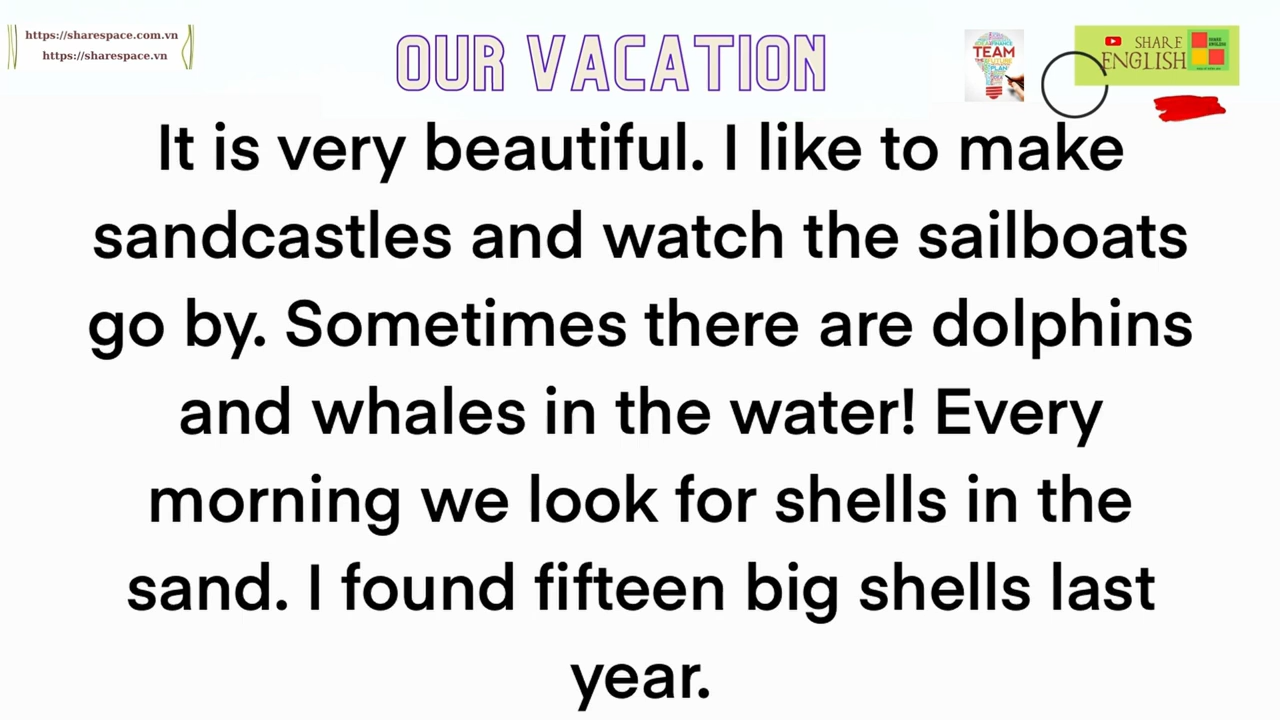 https://sharespace.com.vn
https://sharespace.vn
OUR VACATION
TEAM
PLAN
SHARE
ENGLISH
It is very beautiful. I like to make
sandcastles and watch the sailboats
go by. Sometimes there are dolphins
and whales in the water! Every
morning we look for shells in the
sand. I found fifteen big shells last
year.